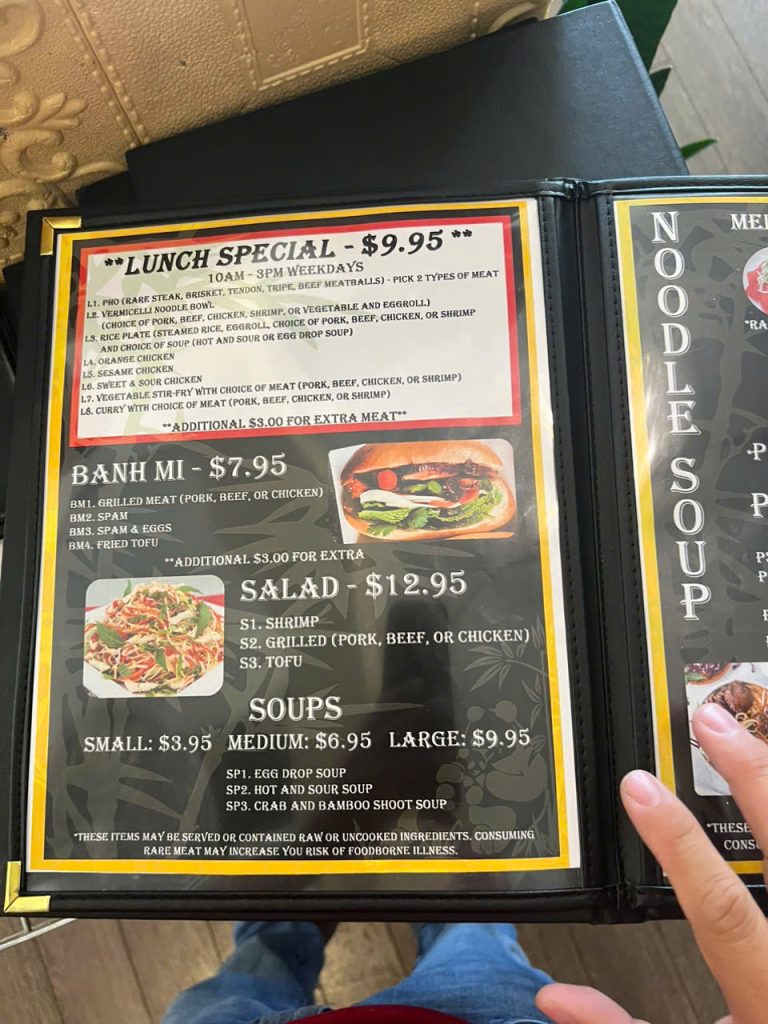 **LUNCH SPECIAL - $9.95 **
10AM - 3PM WEEKDAYS
L1. PHO (RARE STEAK, BRISKET, TENDON, TRIPE, BEEF MEATBALLS) - PICK 2 TYPES OF MEAT
L2. VERMICELLI NOODLE BOWL
(CHOICE OF PORK, BEEF, CHICKEN, SHRIMP, OR VEGETABLE AND EGGROLL)
L3. RICE PLATE (STEAMED RICE, EGGROLL, CHOICE OF PORK, BEEF, CHICKEN, OR SHRIMP
AND CHOICE OF SOUP (HOT AND SOUR OR EGG DROP SOUP)
L4. ORANGE CHICKEN
L5. SESAME CHICKEN
L6. SWEET & SOUR CHICKEN
L7. VEGETABLE STIR-FRY WITH CHOICE OF MEAT (PORK, BEEF, CHICKEN, OR SHRIMP)
L8. CURRY WITH CHOICE OF MEAT (PORK, BEEF, CHICKEN, OR SHRIMP)
**ADDITIONAL $3.00 FOR EXTRA MEAT**
BANH MI - $7.95
BM1. GRILLED MEAT (PORK, BEEF, OR CHICKEN)
BM2. SPAM
BM3. SPAM & EGGS
BM4. FRIED TOFU
**ADDITIONAL $3.00 FOR EXTRA
SALAD - $12.95
S1. SHRIMP
S2. GRILLED (PORK, BEEF, OR CHICKEN)
S3. TOFU
SOUPS
SMALL: $3.95 MEDIUM: $6.95 LARGE: $9.95
SP1. EGG DROP SOUP
SP2. HOT AND SOUR SOUP
SP3. CRAB AND BAMBOO SHOOT SOUP
*THESE ITEMS MAY BE SERVED OR CONTAINED RAW OR UNCOOKED INGREDIENTS. CONSUMING
RARE MEAT MAY INCREASE YOU RISK OF FOODBORNE ILLNESS.
NOODLE SOUP
*THESE